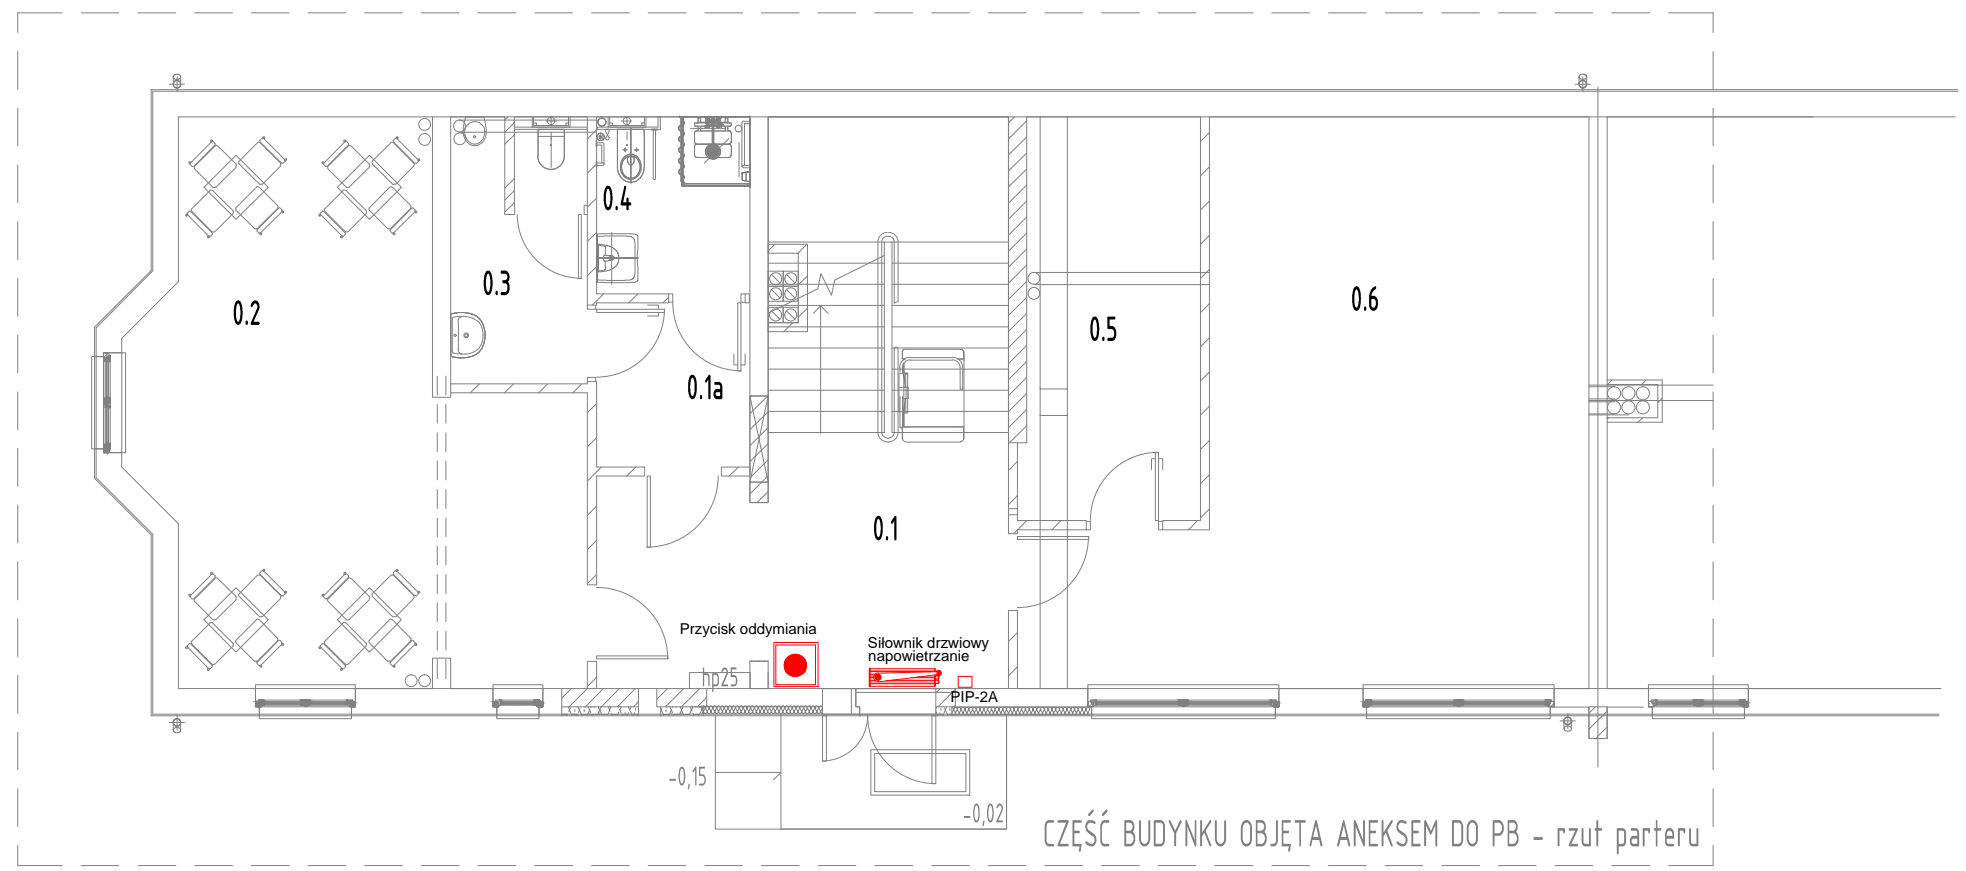 0.4
0.3
0.2
0.6
0.5
0.1a
0.1
Przycisk oddymiania
Siłownik drzwiowy
napowietrzanie
hp25
PIP-2A
-0,15
-0,02
CZĘŚĆ BUDYNKU OBJĘTA ANEKSEM DO PB - rzut parteru